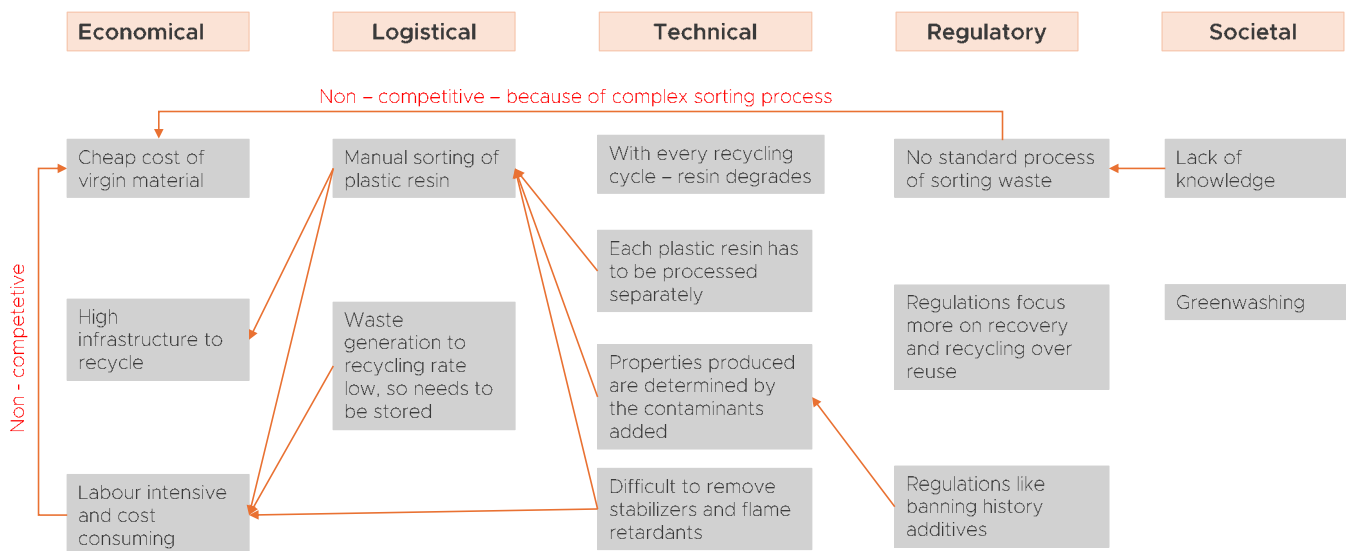 Economical
Logistical
Technical
Regulatory
Societal
Non – competitive – because of complex sorting process
Cheap cost of
virgin material
Manual sorting of
plastic resin
With every recycling
cycle – resin degrades
No standard process
of sorting waste
Lack of
knowledge
Each plastic resin has
to be processed
separately
Non - competetive
High
infrastructure to
recycle
Waste
generation to
recycling rate
low, so needs to
be stored
Regulations focus
more on recovery
and recycling over
reuse
Greenwashing
Properties produced
are determined by
the contaminants
added
Labour intensive
and cost
consuming
Difficult to remove
stabilizers and flame
retardants
Regulations like
banning history
additives